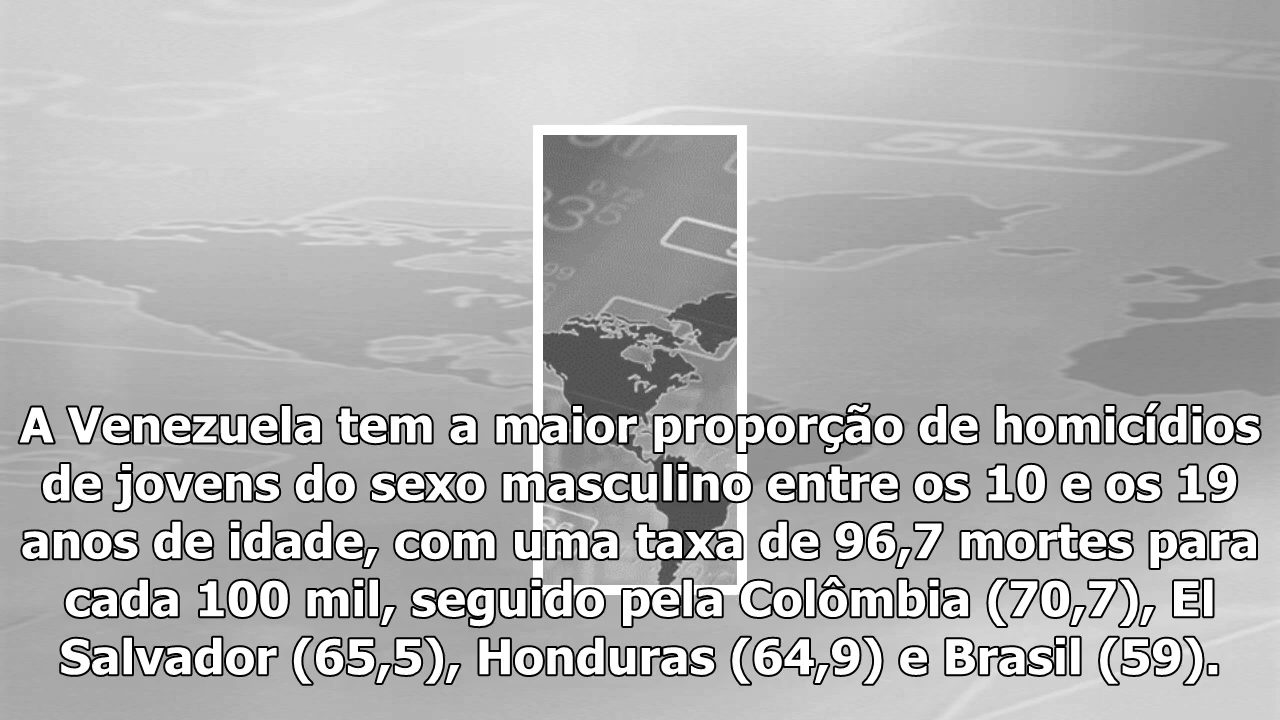 A Venezuela tem a maior proporção de homicídios
de jovens do sexo masculino entre os 10 e os 19
anos de idade, com uma taxa de 96,7 mortes para
cada 100 mil, seguido pela Colômbia (70,7), El
Salvador (65,5), Honduras (64,9) e Brasil (59).